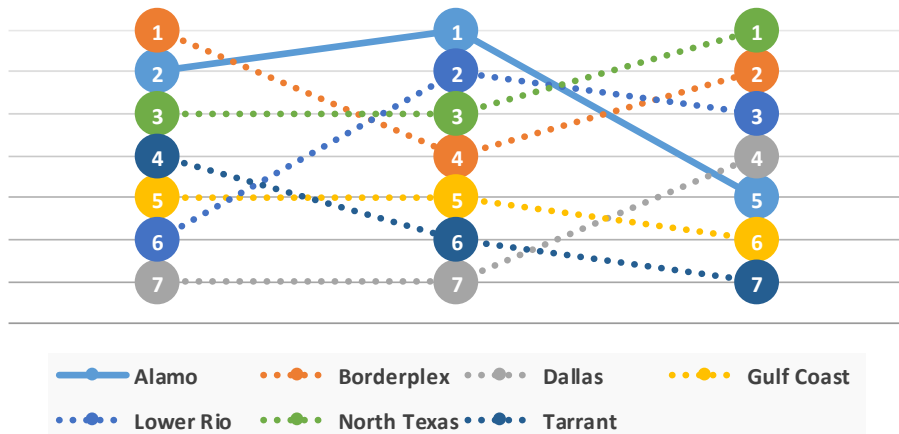 1 1 1
2 2 2
3 3 3
4 4 4
5 5 5
6 6 6
7 7 7
Alamo Borderplex Dallas Gulf Coast
Lower Rio North Texas Tarrant